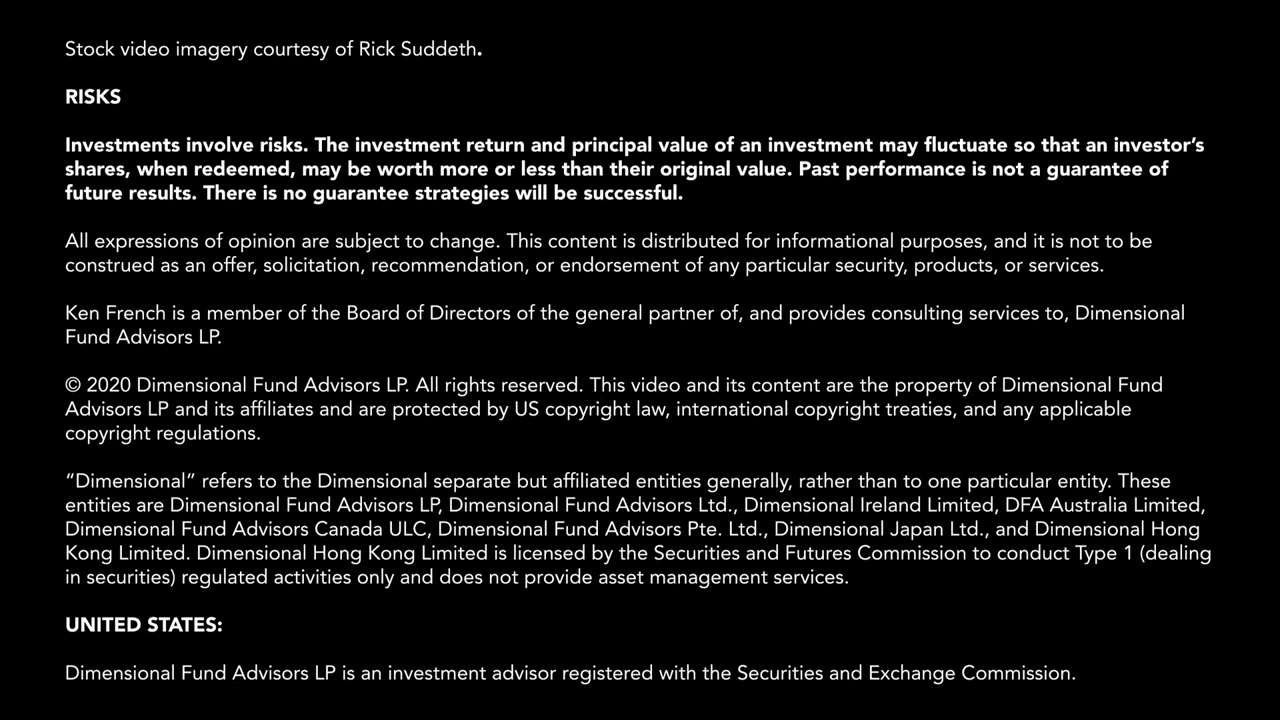 Stock video imagery courtesy of Rick Suddeth.
RISKS
Investments involve risks. The investment return and principal value of an investment may fluctuate so that an investor’s
shares, when redeemed, may be worth more or less than their original value. Past performance is not a guarantee of
future results. There is no guarantee strategies will be successful.
All expressions of opinion are subject to change. This content is distributed for informational purposes, and it is not to be
construed as an offer, solicitation, recommendation, or endorsement of any particular security, products, or services.
Ken French is a member of the Board of Directors of the general partner of, and provides consulting services to, Dimensional
Fund Advisors LP.
© 2020 Dimensional Fund Advisors LP. All rights reserved. This video and its content are the property of Dimensional Fund
Advisors LP and its affiliates and are protected by US copyright law, international copyright treaties, and any applicable
copyright regulations.
“Dimensional” refers to the Dimensional separate but affiliated entities generally, rather than to one particular entity. These
entities are Dimensional Fund Advisors LP, Dimensional Fund Advisors Ltd., Dimensional Ireland Limited, DFA Australia Limited,
Dimensional Fund Advisors Canada ULC, Dimensional Fund Advisors Pte. Ltd., Dimensional Japan Ltd., and Dimensional Hong
Kong Limited. Dimensional Hong Kong Limited is licensed by the Securities and Futures Commission to conduct Type 1 (dealing
in securities) regulated activities only and does not provide asset management services.
UNITED STATES:
Dimensional Fund Advisors LP is an investment advisor registered with the Securities and Exchange Commission.